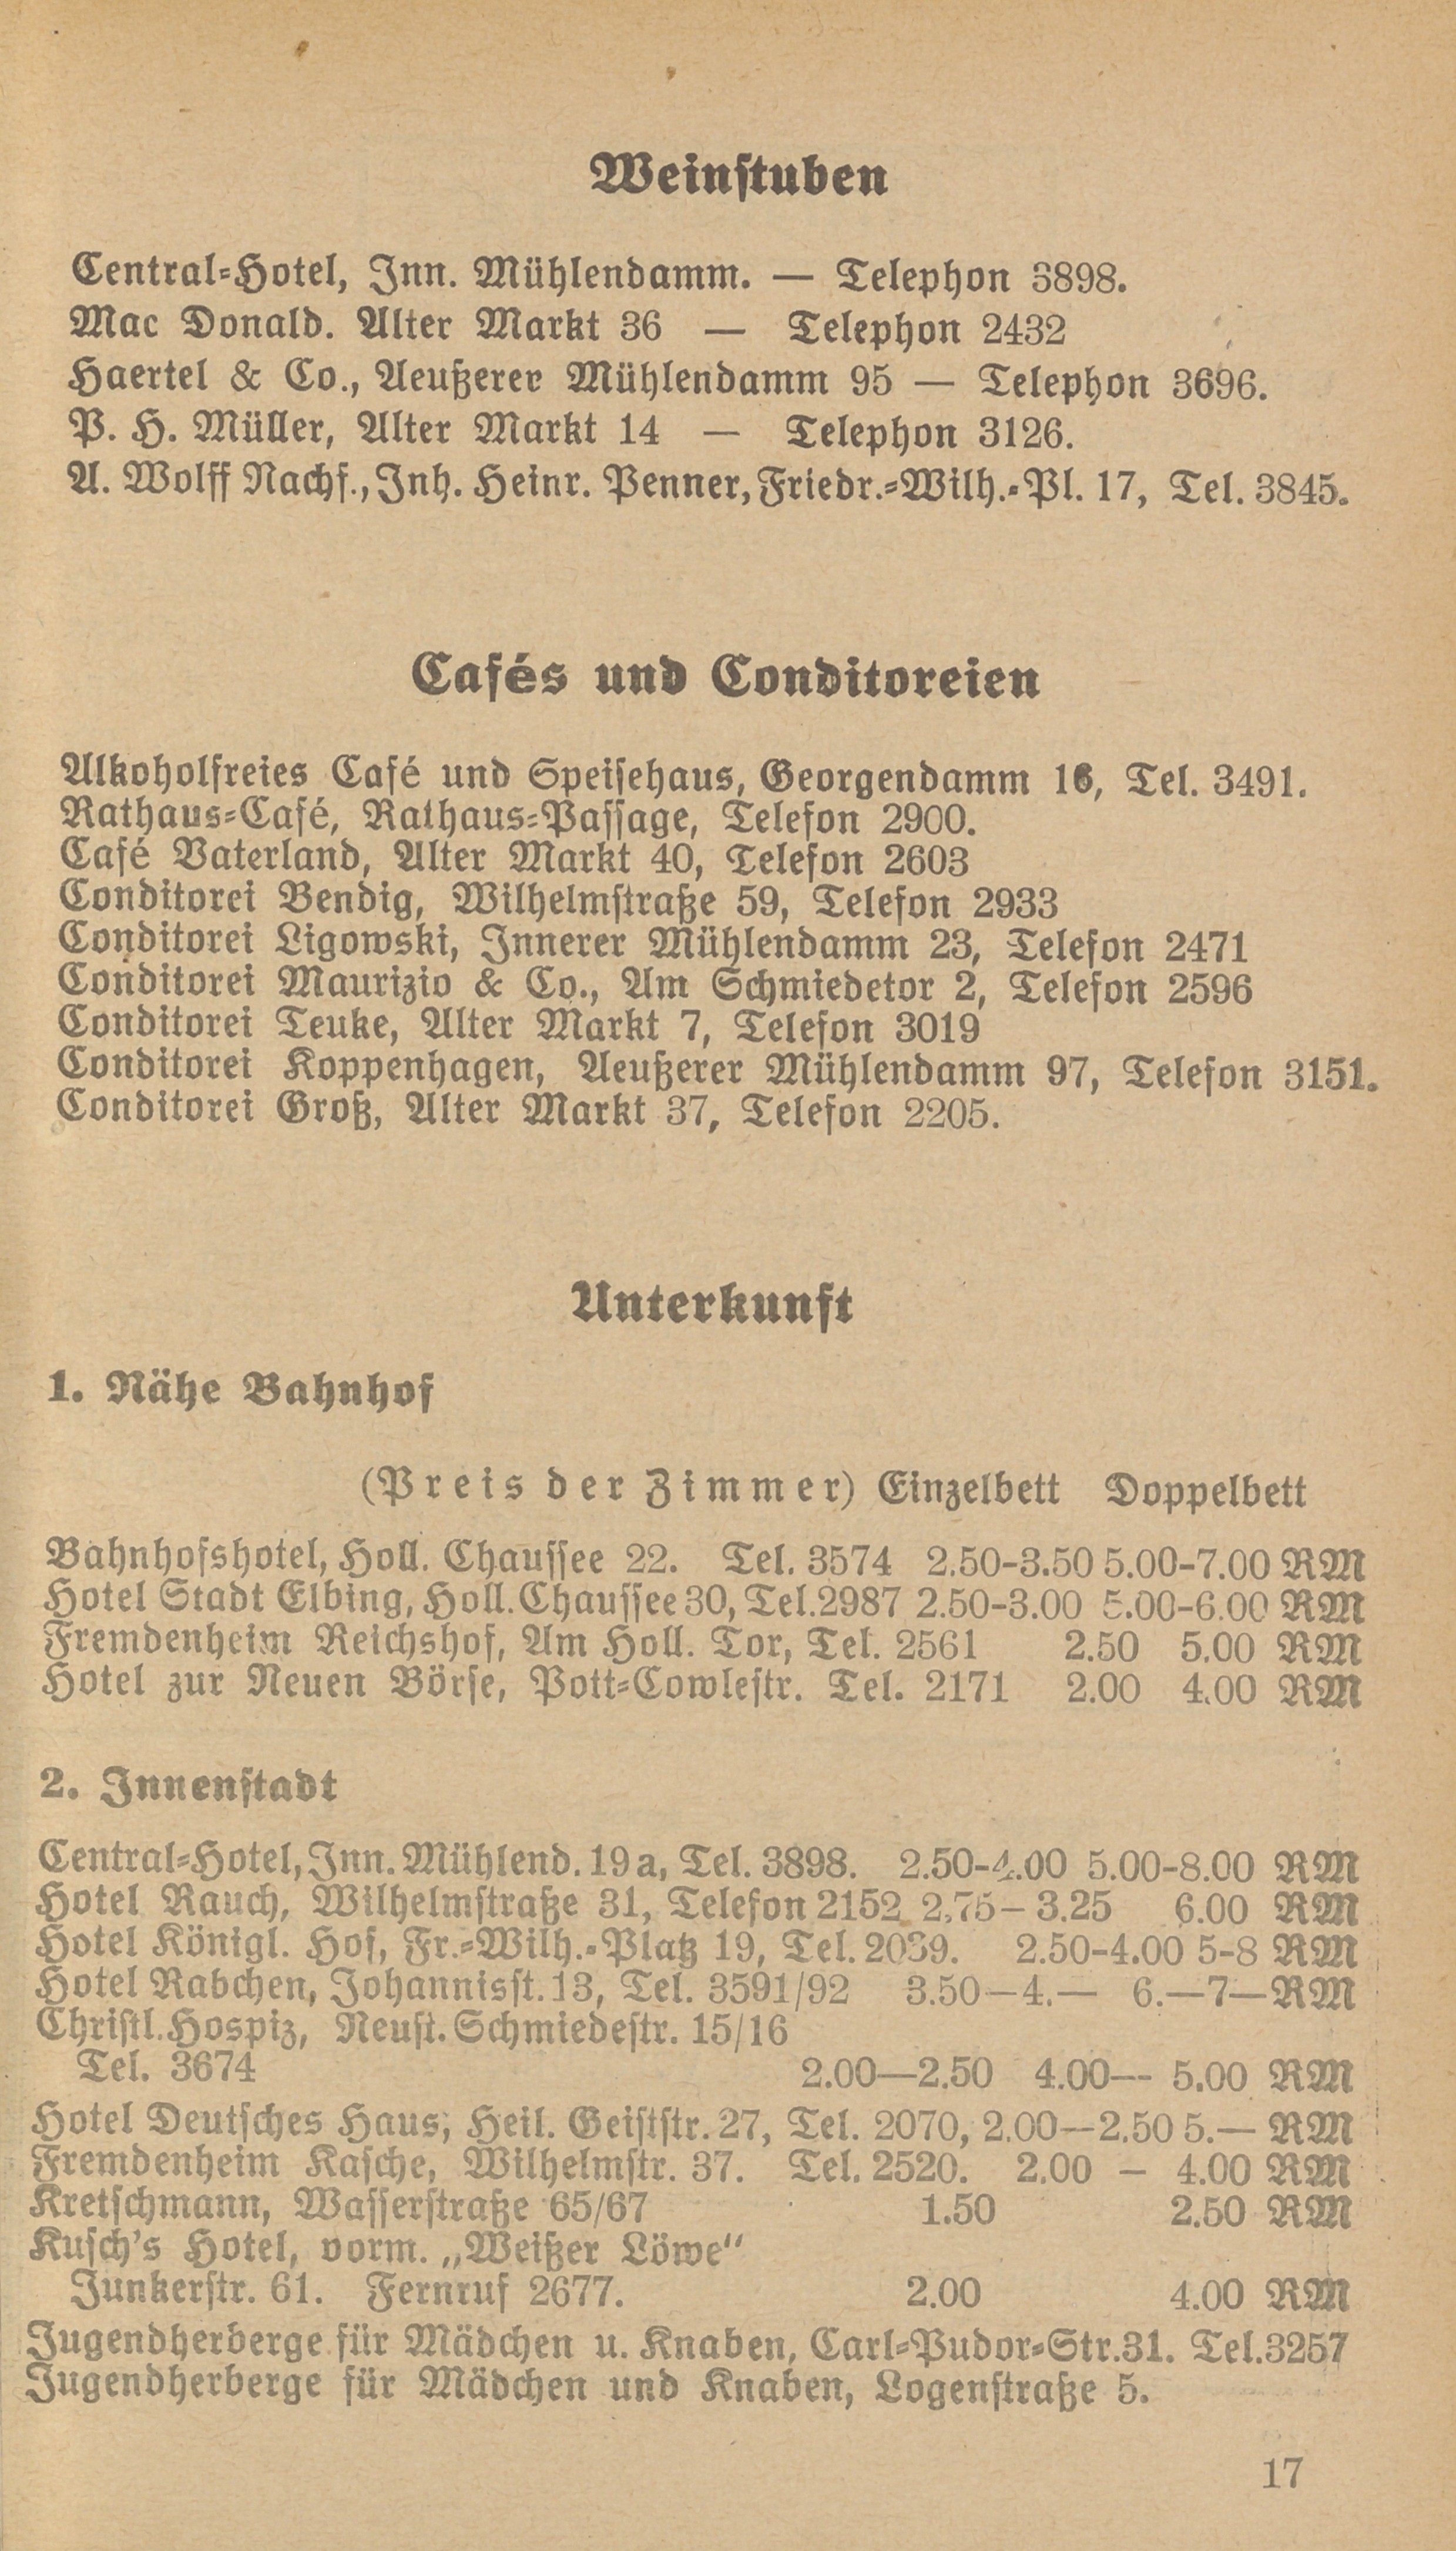 Weinstuben
Central-Hotel, Inn. Mühlendamm. — Telephon 3898.
Mac Donald. Alter Markt 36 — Telephon 2432
Haertel & Co., Aeußerer Mühlendamm 95 — Telephon 3696.
P. H. Müller, Alter Markt 14 — Telephon 3126.
A. Wolff Nachf., Inh. Heinr. Penner, Friedr.-Wilh.-Pl. 17, Tel. 3845.
Cafés und Conditoreien
Alkoholfreies Café und Speisehaus, Georgendamm 16, Tel. 3491.
Rathaus-Café, Rathaus-Passage, Telefon 2900.
Café Vaterland, Alter Markt 40, Telefon 2603
Conditorei Bendig, Wilhelmstraße 59, Telefon 2933
Conditorei Ligowski, Innerer Mühlendamm 23, Telefon 2471
Conditorei Maurizio & Co., Am Schmiedetor 2, Telefon 2596
Conditorei Teuke, Alter Markt 7, Telefon 3019
Conditorei Koppenhagen, Aeußerer Mühlendamm 97, Telefon 3151.
Conditorei Groß, Alter Markt 37, Telefon 2205.
Unterkunft
1. Nähe Bahnhof
(Preis der Zimmer) Einzelbett Doppelbett
Bahnhofshotel, Holl. Chaussee 22. Tel. 3574 2.50-3.50 5.00-7.00 RM
Hotel Stadt Elbing, Holl. Chaussee 30, Tel. 2987 2.50-3.00 5.00-6.00 RM
Fremdenheim Reichshof, Am Holl. Tor, Tel. 2561 2.50 5.00 RM
Hotel zur Neuen Börse, Pott-Cowlestr. Tel. 2171 2.00 4.00 RM
2. Innenstadt
Central-Hotel, Inn. Mühlend. 19a, Tel. 3898. 2.50-4.00 5.00-8.00 RM
Hotel Rauch, Wilhelmstraße 31, Telefon 2152 2,75–3.25 6.00 RM
Hotel Königl. Hof, Fr.-Wilh.-Platz 19, Tel. 2039. 2.50-4.00 5-8 RM
Hotel Rabchen, Johannisst. 13, Tel. 3591/92 3.50—4.— 6.—7—RM
Christl. Hospiz, Neust. Schmiedestr. 15/16
Tel. 3674 2.00—2.50 4.00— 5.00 RM
Hotel Deutsches Haus, Heil. Geiststr. 27, Tel. 2070, 2.00—2.50 5.— RM
Fremdenheim Kasche, Wilhelmstr. 37. Tel. 2520. 2.00 – 4.00 RM
Kretschmann, Wasserstraße 65/67 1.50 2.50 RM
Kusch's Hotel, vorm. „Weißer Löwe"
Junkerstr. 61. Fernruf 2677. 2.00 4.00 RM
Jugendherberge für Mädchen u. Knaben, Carl-Pudor-Str. 31. Tel. 3257
Jugendherberge für Mädchen und Knaben, Logenstraße 5.
17